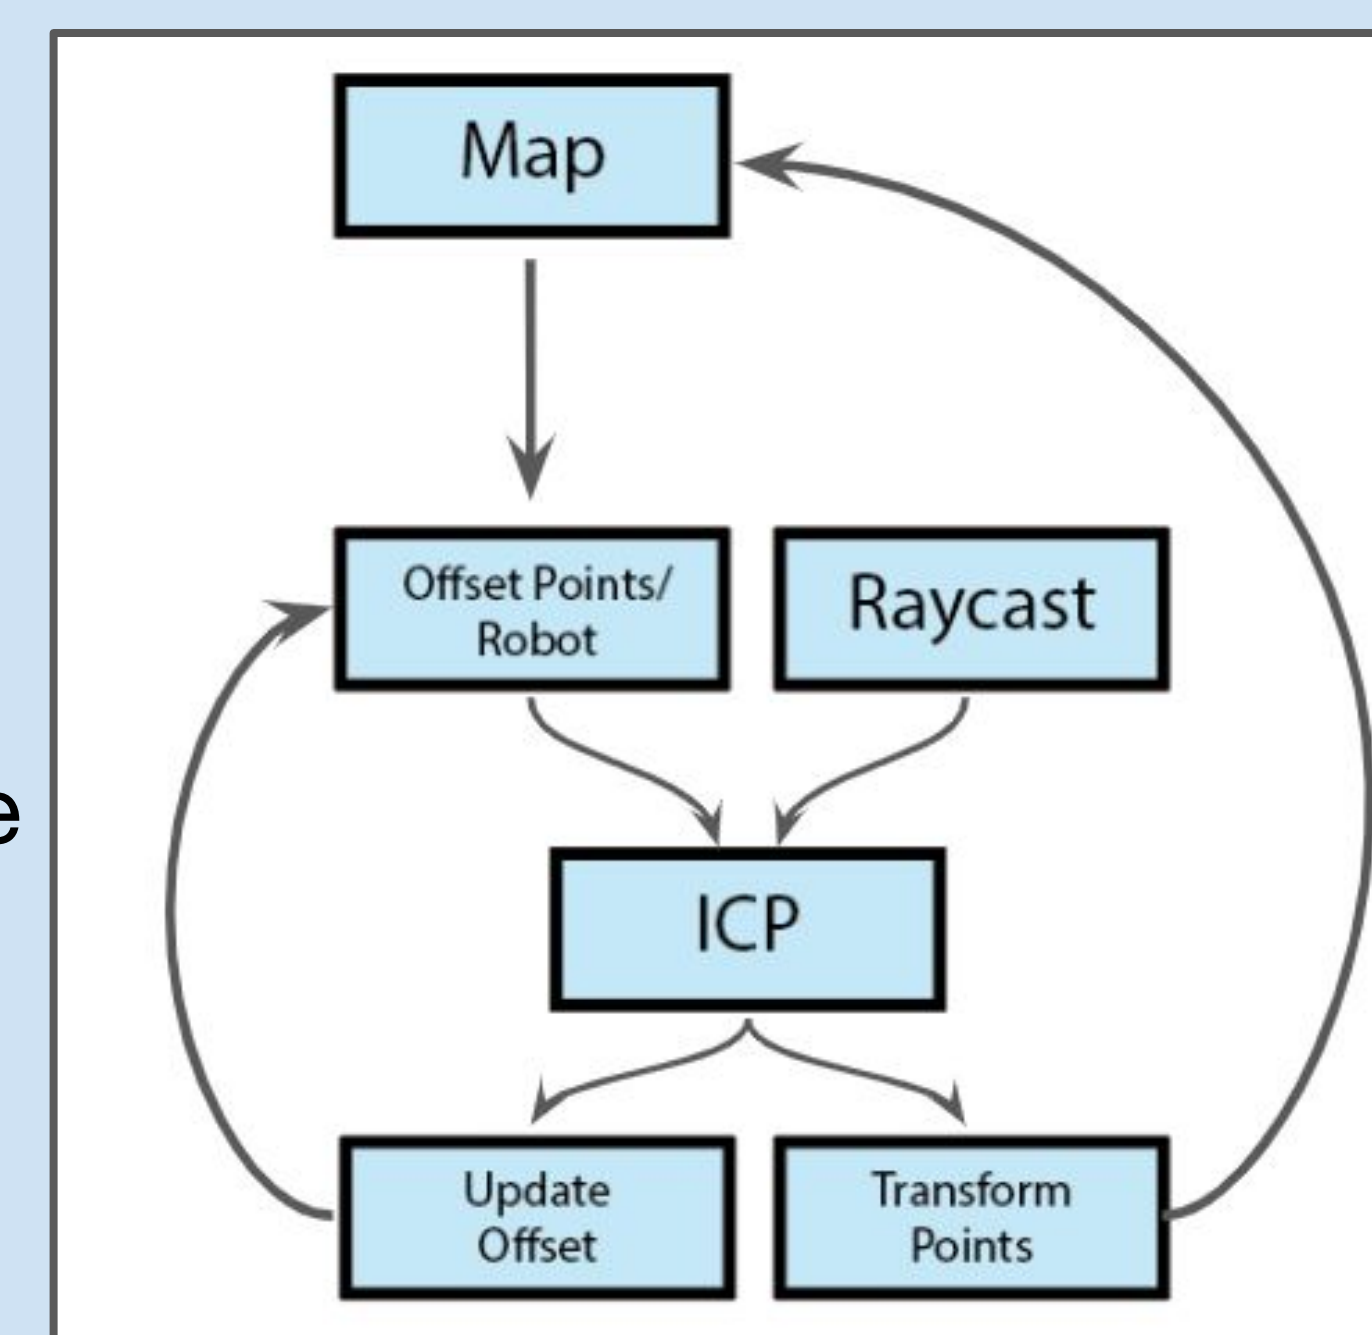 Map
Offset Points/
Robot
Raycast
e
ICP
Update
Offset
Transform
Points